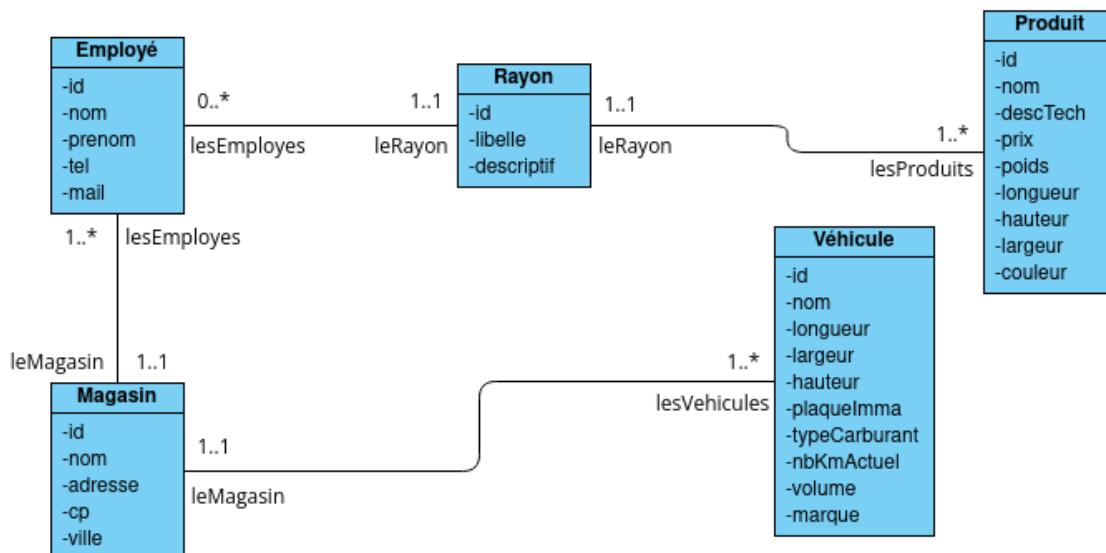 Employé
-id
-nom
-prenom
-tel
-mail
0..*
lesEmployes
1..1
leRayon
Rayon
-id
-libelle
-descriptif
1..1
leRayon
1..*
lesProduits
Produit
-id
-nom
-descTech
-prix
-poids
-longueur
-hauteur
-largeur
-couleur
1..*
lesEmployes
leMagasin
1..1
Magasin
-id
-nom
-adresse
-cp
-ville
1..1
leMagasin
1..*
lesVehicules
Véhicule
-id
-nom
-longueur
-largeur
-hauteur
-plaqueImma
-typeCarburant
-nbKmActuel
-volume
-marque